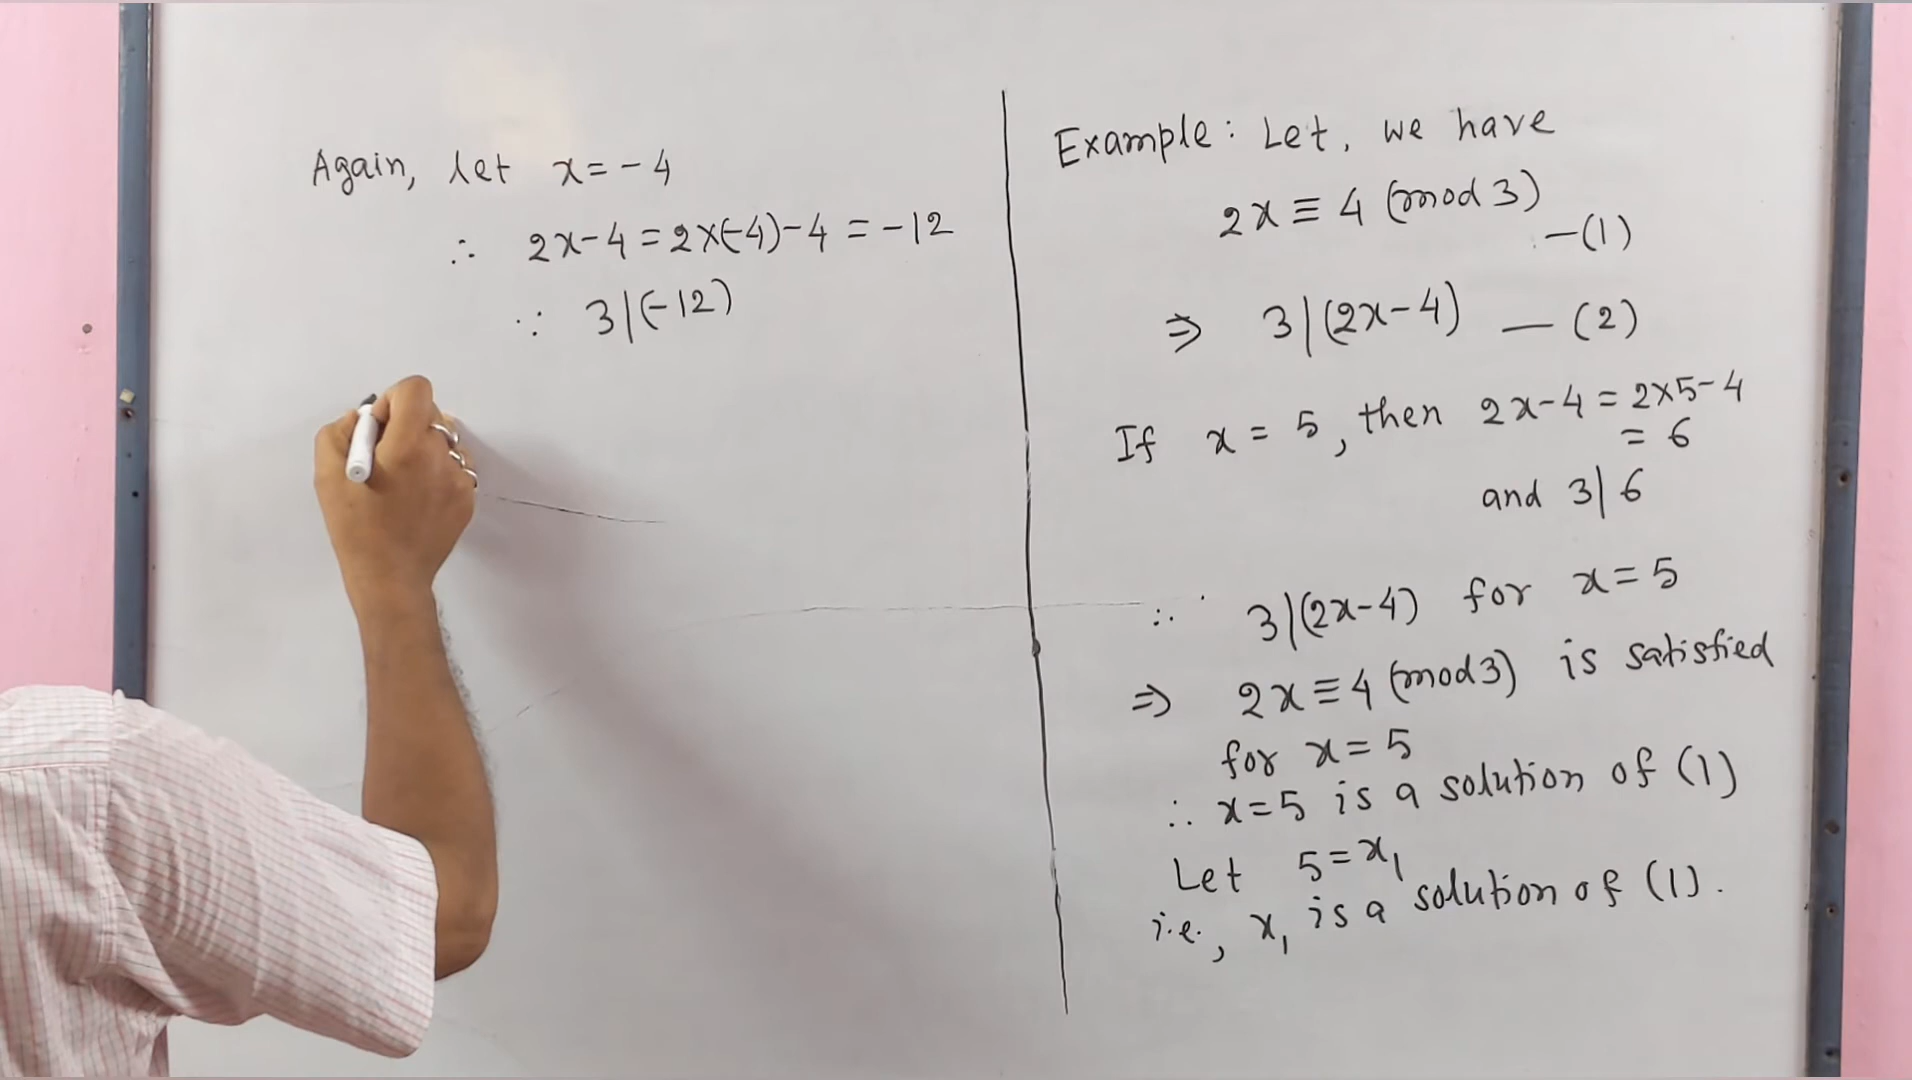 Again, let x = - 4
∴ 2x-4 = 2×(-4)-4 = -12
∵ 3|(-12)
Example: Let, we have
2x ≡ 4 (mod 3) —(1)
⇒ 3|(2x-4) — (2)
If x = 5, then 2x-4 = 2×5-4
= 6
and 3|6
∴ 3|(2x-4) for x=5
⇒ 2x ≡ 4 (mod 3) is satisfied
for x=5
∴ x=5 is a solution of (1)
Let 5 = x₁
i.e., x₁ is a solution of (1).